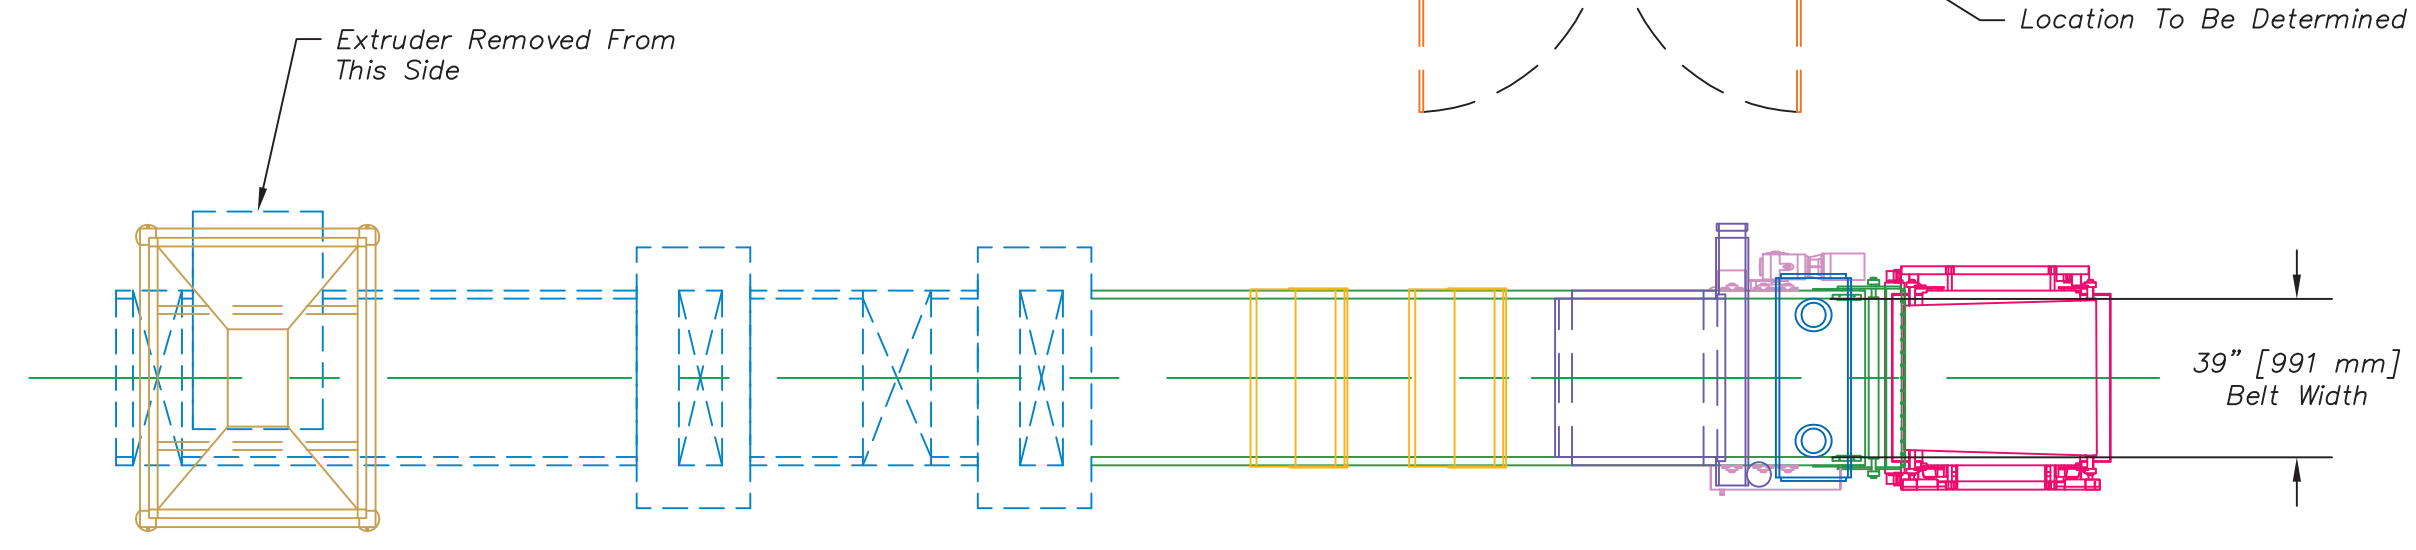 Extruder Removed From
This Side
Location To Be Determined
39” [991 mm]
Belt Width